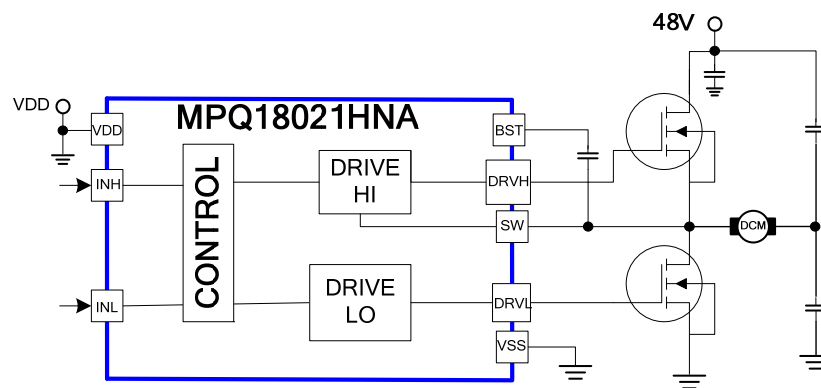 48V
VDD
MPQ18021HNA
VDD
BST
INH
CONTROL
DRIVE
HI
DRVH
SW
DCM
INL
DRIVE
LO
DRVL
VSS